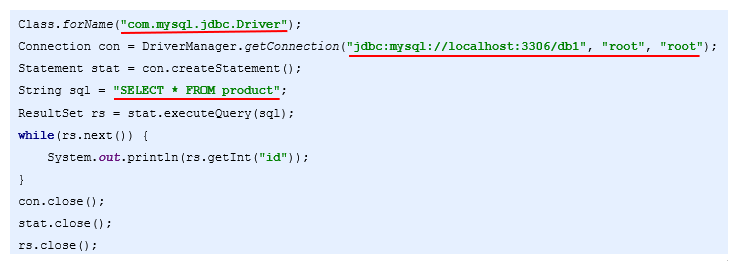 Class.forName("com.mysql.jdbc.Driver");
Connection con = DriverManager.getConnection("jdbc:mysql://localhost:3306/db1", "root", "root");
Statement stat = con.createStatement();
String sql = "SELECT * FROM product";
ResultSet rs = stat.executeQuery(sql);
while(rs.next()) {
    System.out.println(rs.getInt("id"));
}
con.close();
stat.close();
rs.close();